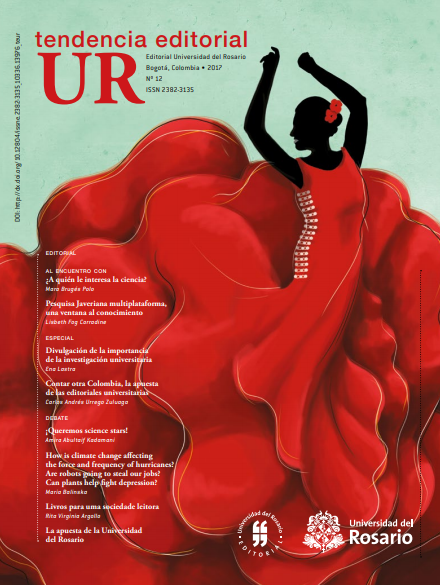 tendencia editorial
UR
Editorial Universidad del Rosario
Bogotá, Colombia • 2017
Nº 12
ISSN 2382-3135
DOI: http://dx.doi.org/10.12804/issne.2382-3135_10336.13976_teur
EDITORIAL
AL ENCUENTRO CON
¿A quién le interesa la ciencia?
Mara Brugés Polo
Pesquisa Javeriana multiplataforma,
una ventana al conocimiento
Lisbeth Fog Corradine
ESPECIAL
Divulgación de la importancia
de la investigación universitaria
Ena Lastra
Contar otra Colombia, la apuesta
de las editoriales universitarias
Carlos Andrés Urrego Zuluaga
DEBATE
¡Queremos science stars!
Amira Abultaif Kadamani
How is climate change affecting
the force and frequency of hurricanes?
Are robots going to steal our jobs?
Can plants help fight depression?
Maria Balinska
Livros para uma sociedade leitora
Rita Virginia Argollo
La apuesta de la Universidad
del Rosario
Universidad del Rosario
EDITORIAL
Universidad del
Rosario